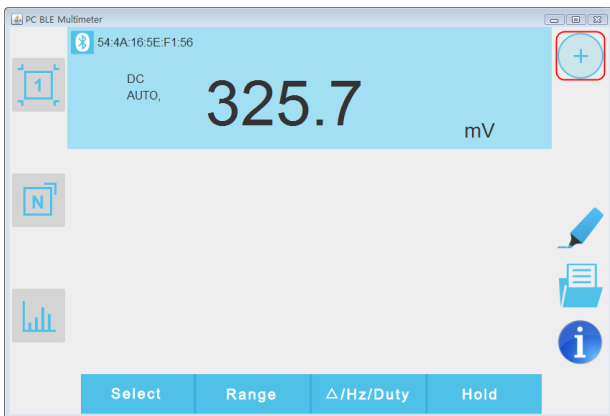 PC BLE Multimeter
54:4A:16:5E:F1:56
DC
AUTO,
325.7
mV
1
N
+
i
Select
Range
△/Hz/Duty
Hold